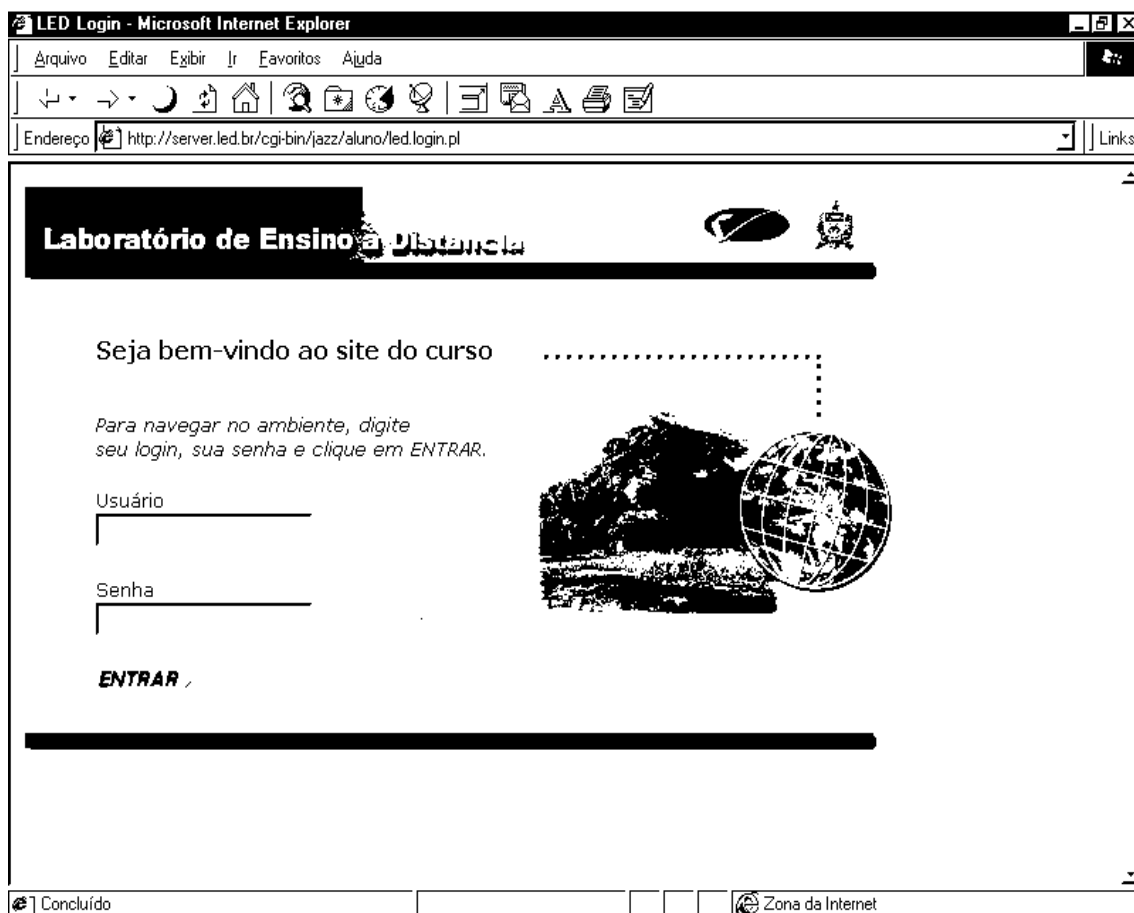 LED Login - Microsoft Internet Explorer
Arquivo Editar Exibir Ir Favoritos Ajuda
Endereço http://server.led.br/cgi-bin/jazz/aluno/led.login.pl Links
Laboratório de Ensino a Distancia
Seja bem-vindo ao site do curso
Para navegar no ambiente, digite
seu login, sua senha e clique em ENTRAR.
Usuário
Senha
ENTRAR
Concluído Zona da Internet